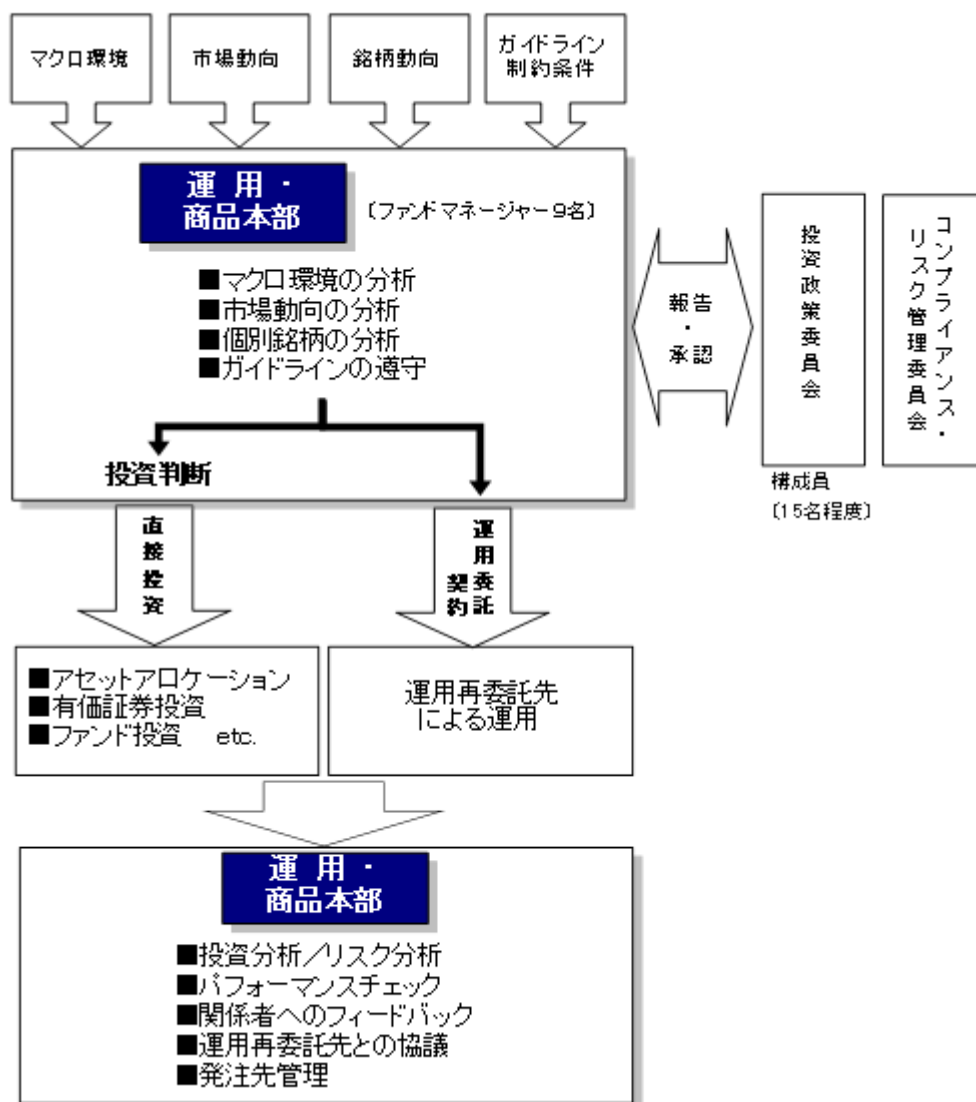 マクロ環境
市場動向
銘柄動向
ガイドライン
制約条件
運用・
商品本部
〔ファンドマネージャー9名〕
■マクロ環境の分析
■市場動向の分析
■個別銘柄の分析
■ガイドラインの遵守
投資判断
報告
・
承認
投資政策委員会
コンプライアンス・
リスク管理委員会
構成員
〔15名程度〕
直接投資
運用委託
契約
■アセットアロケーション
■有価証券投資
■ファンド投資 etc.
運用再委託先
による運用
運用・
商品本部
■投資分析／リスク分析
■パフォーマンスチェック
■関係者へのフィードバック
■運用再委託先との協議
■発注先管理